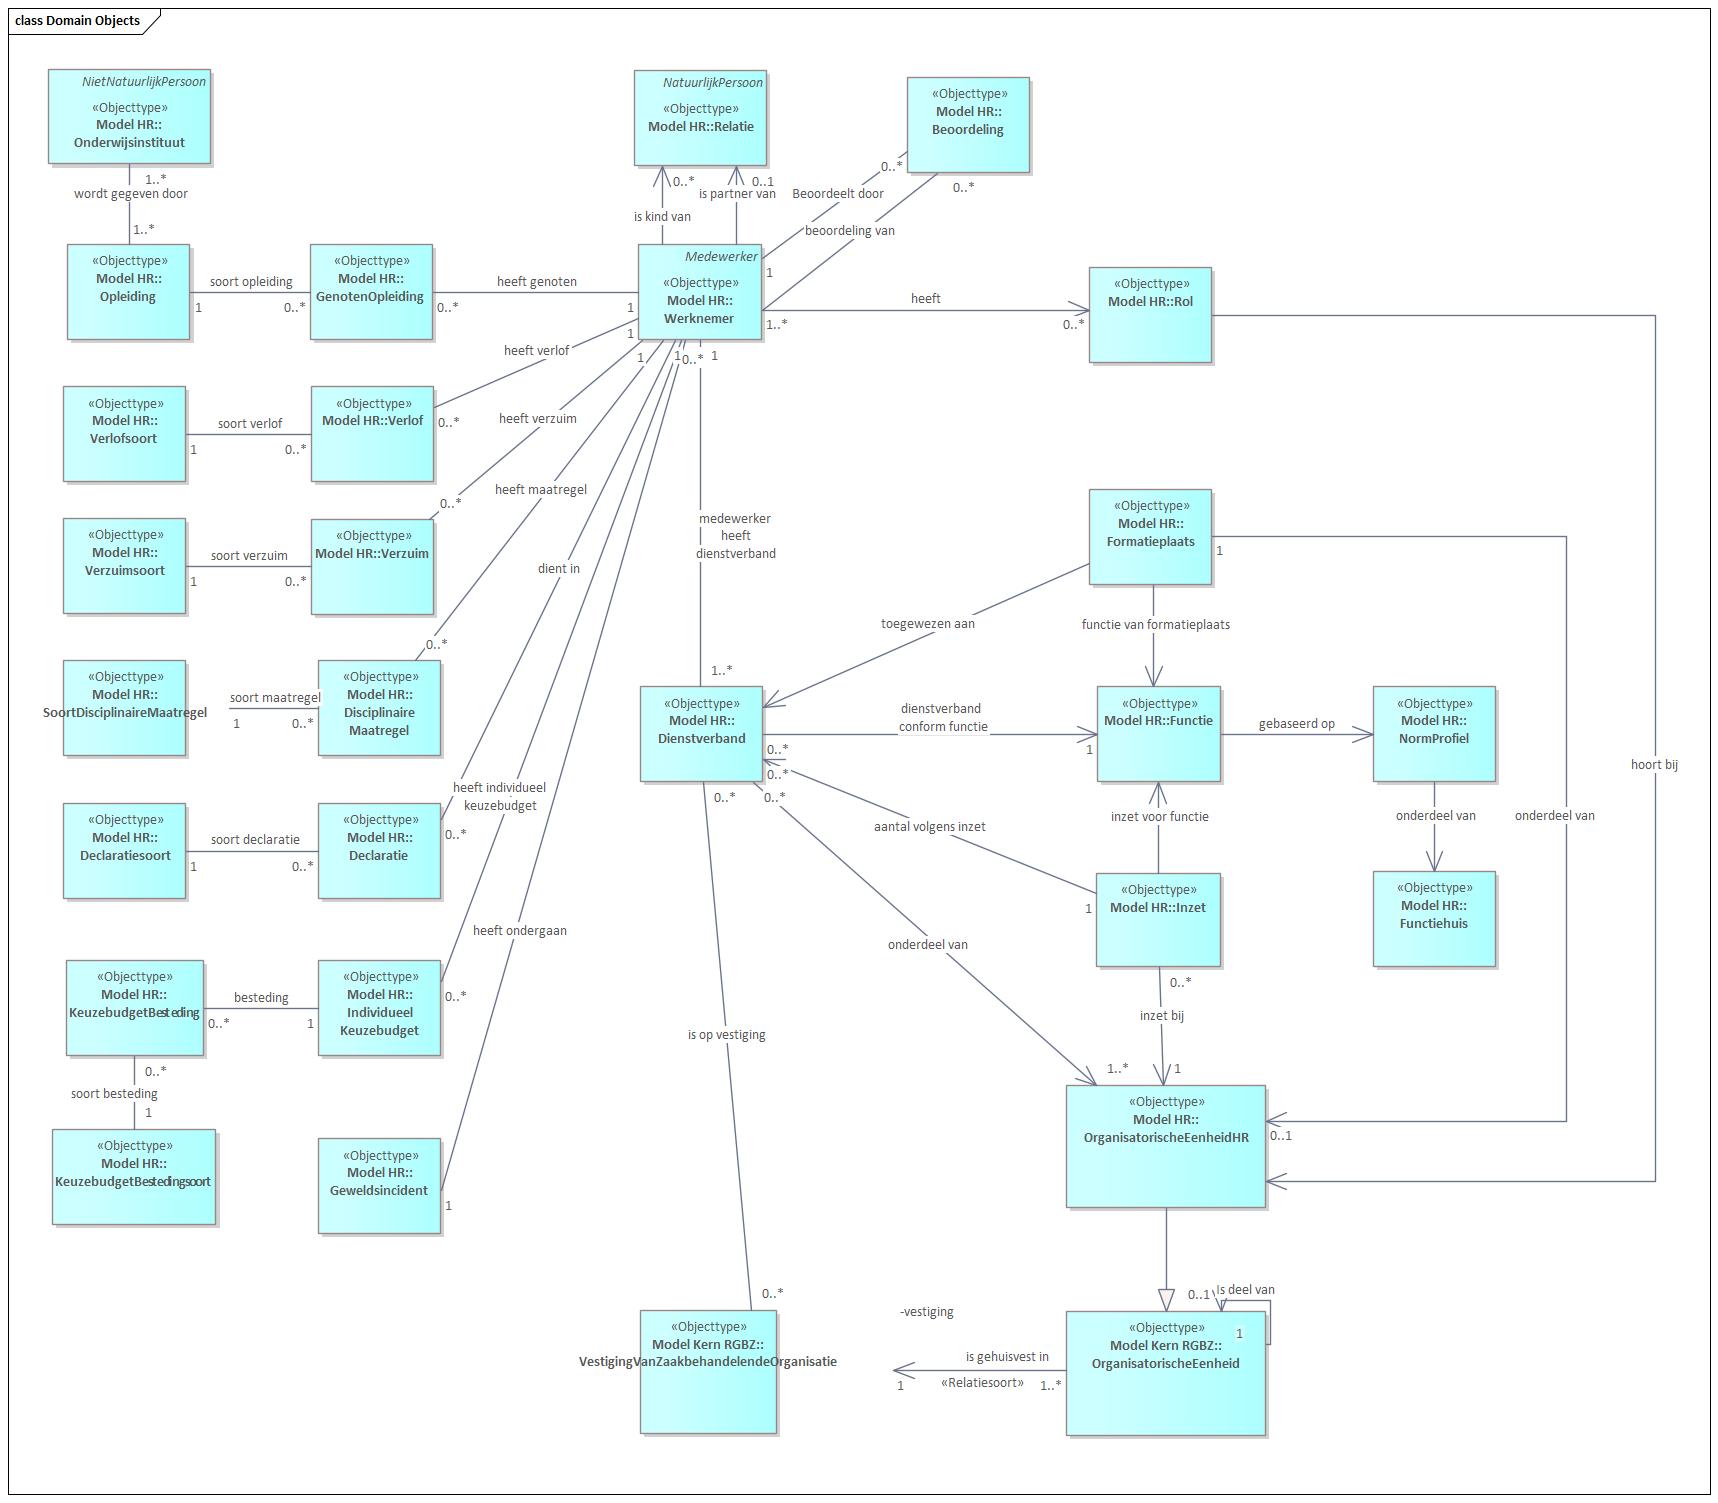 class Domain Objects
NietNatuurlijkPersoon
«Objecttype»
Model HR::
Onderwijsinstituut
NatuurlijkPersoon
«Objecttype»
Model HR::Relatie
«Objecttype»
Model HR::
Beoordeling
1..*
wordt gegeven door
1..*
0..*
0..1
is partner van
is kind van
0..*
Beoordeelt door
0..*
beoordeling van
«Objecttype»
Model HR::
Opleiding
soort opleiding
1
0..*
«Objecttype»
Model HR::
GenotenOpleiding
heeft genoten
0..*
1
Medewerker
«Objecttype»
Model HR::
Werknemer
1
1..*
heeft
0..*
«Objecttype»
Model HR::Rol
1
heeft verlof
1
1
0..*
1
«Objecttype»
Model HR::
Verlofsoort
soort verlof
1
0..*
«Objecttype»
Model HR::Verlof
0..*
heeft verzuim
0..*
heeft maatregel
«Objecttype»
Model HR::
Verzuimsoort
soort verzuim
1
0..*
«Objecttype»
Model HR::Verzuim
dient in
medewerker
heeft
dienstverband
«Objecttype»
Model HR::
Formatieplaats
1
toegewezen aan
functie van formatieplaats
0..*
«Objecttype»
Model HR::
SoortDisciplinaireMaatregel
soort maatregel
1
0..*
«Objecttype»
Model HR::
Disciplinaire
Maatregel
1..*
«Objecttype»
Model HR::
Dienstverband
dienstverband
conform functie
0..*
1
0..*
0..*
0..*
«Objecttype»
Model HR::Functie
gebaseerd op
«Objecttype»
Model HR::
NormProfiel
hoort bij
heeft individueel
keuzebudget
aantal volgens inzet
inzet voor functie
onderdeel van
onderdeel van
«Objecttype»
Model HR::
Declaratiesoort
soort declaratie
1
0..*
«Objecttype»
Model HR::
Declaratie
0..*
«Objecttype»
Model HR::Inzet
1
«Objecttype»
Model HR::
Functiehuis
heeft ondergaan
onderdeel van
«Objecttype»
Model HR::
KeuzebudgetBesteding
besteding
0..*
1
«Objecttype»
Model HR::
Individueel
Keuzebudget
0..*
0..*
inzet bij
1
1..*
is op vestiging
0..*
soort besteding
1
«Objecttype»
Model HR::
KeuzebudgetBestedingsoort
«Objecttype»
Model HR::
Geweldsincident
1
«Objecttype»
Model HR::
OrganisatorischeEenheidHR
0..1
0..*
«Objecttype»
Model Kern RGBZ::
VestigingVanZaakbehandelendeOrganisatie
-vestiging
is gehuisvest in
1
«Relatiesoort»
1..*
0..1
Is deel van
1
«Objecttype»
Model Kern RGBZ::
OrganisatorischeEenheid